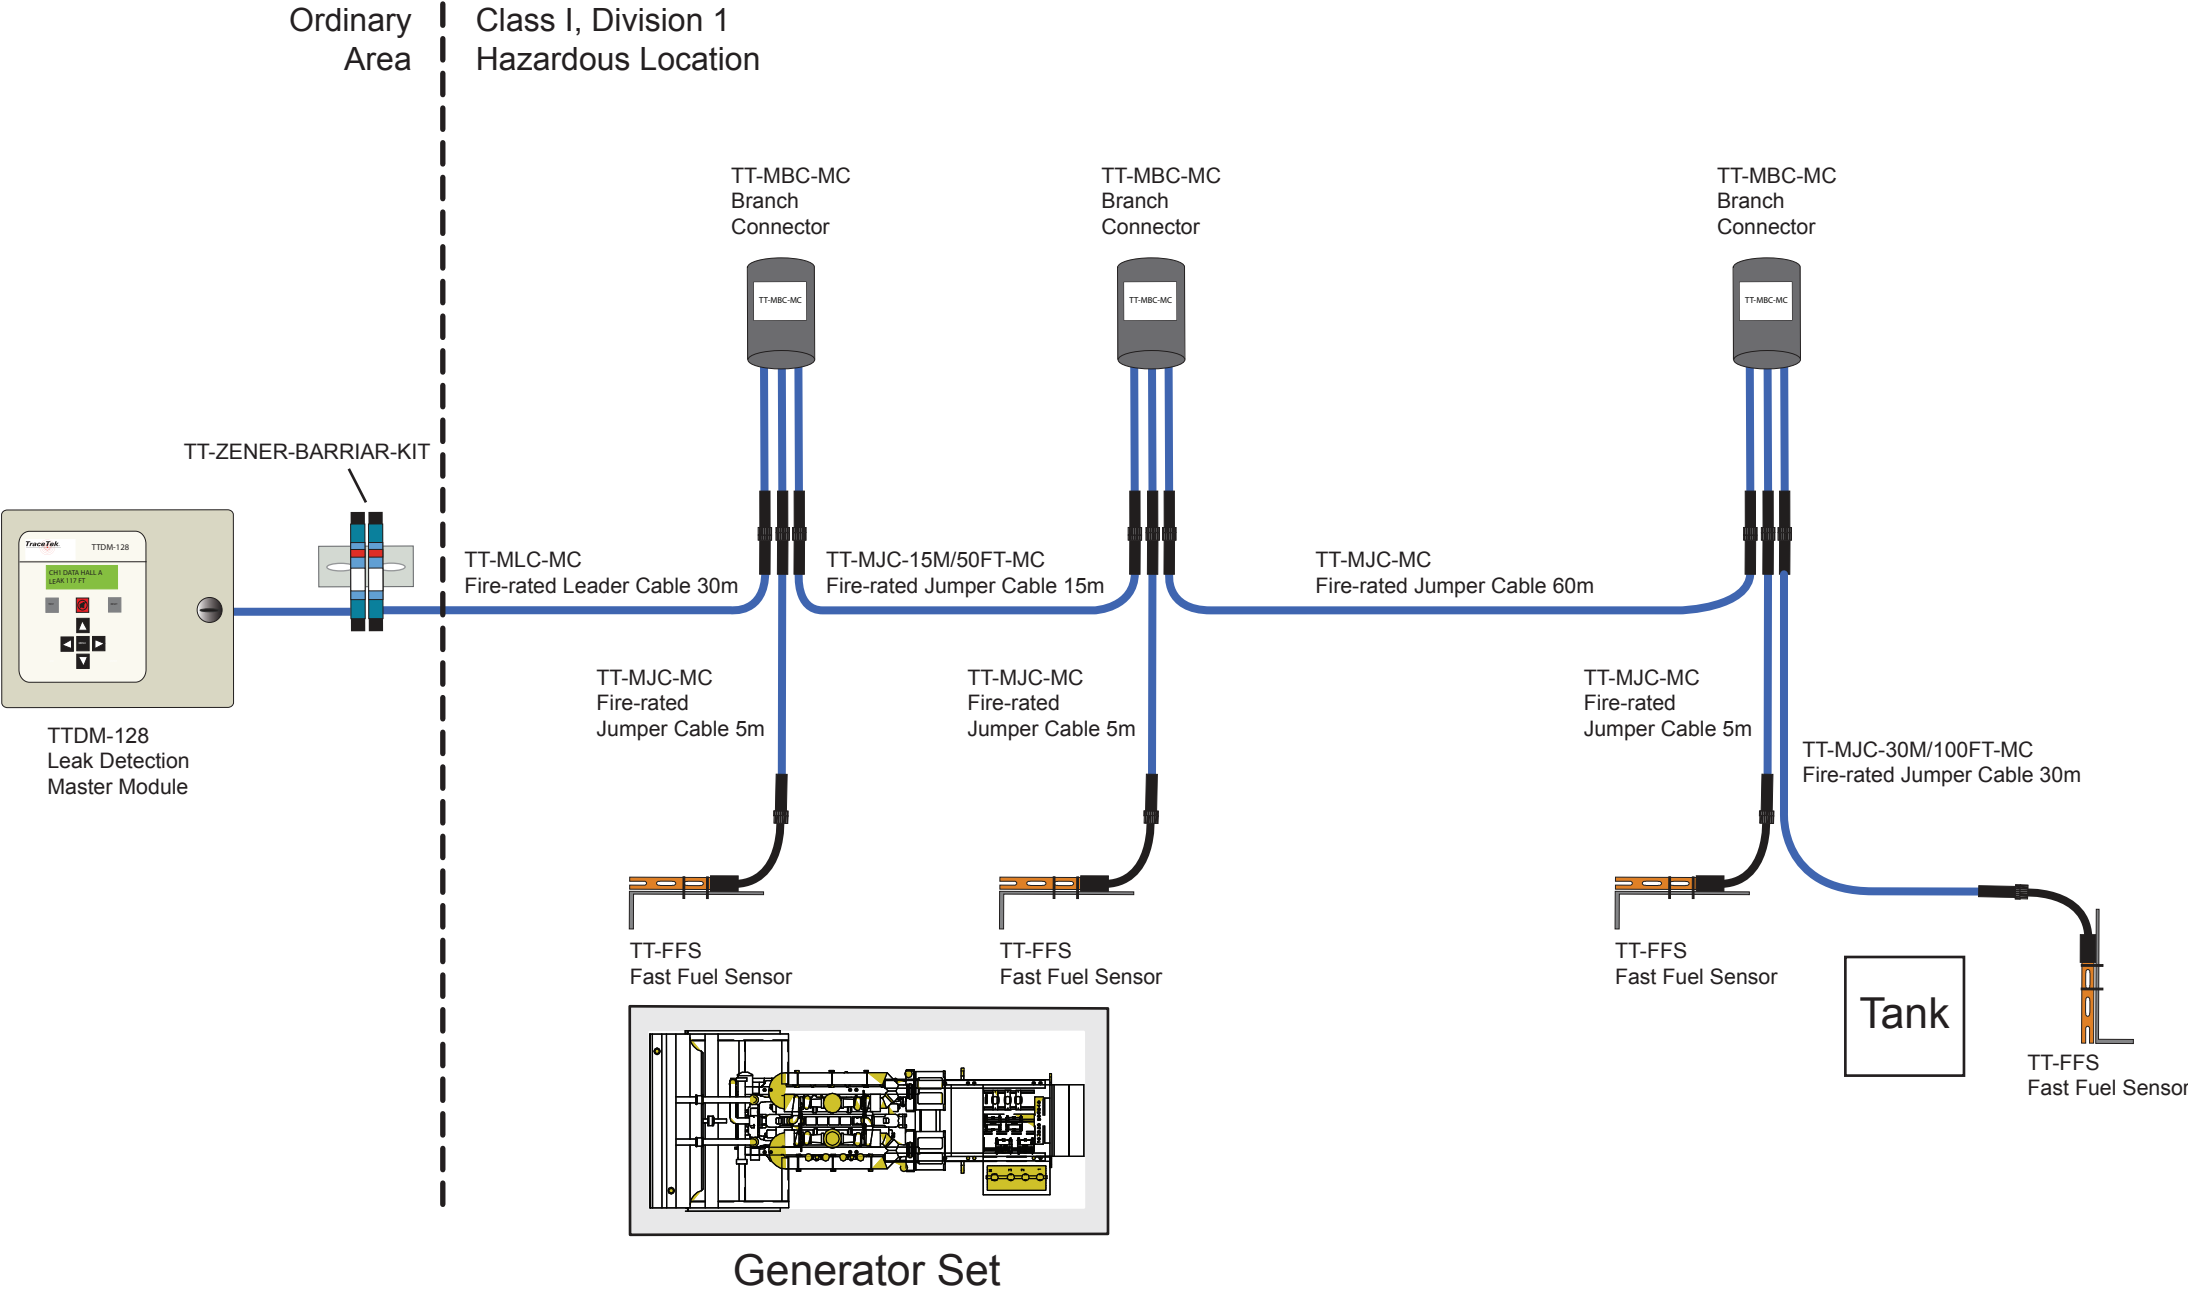 Ordinary
Area
Class I, Division 1
Hazardous Location
TT-MBC-MC
Branch
Connector
TT-MBC-MC
Branch
Connector
TT-MBC-MC
Branch
Connector
TT-MBC-MC
TT-MBC-MC
TT-MBC-MC
TT-ZENER-BARRIAR-KIT
TraceTek
TTDM-128
CH1 DATA HALL A
LEAK 117 FT
TT-MLC-MC
Fire-rated Leader Cable 30m
TT-MJC-15M/50FT-MC
Fire-rated Jumper Cable 15m
TT-MJC-MC
Fire-rated Jumper Cable 60m
TT-MJC-MC
Fire-rated
Jumper Cable 5m
TT-MJC-MC
Fire-rated
Jumper Cable 5m
TT-MJC-MC
Fire-rated
Jumper Cable 5m
TTDM-128
Leak Detection
Master Module
TT-MJC-30M/100FT-MC
Fire-rated Jumper Cable 30m
TT-FFS
Fast Fuel Sensor
TT-FFS
Fast Fuel Sensor
TT-FFS
Fast Fuel Sensor
Tank
TT-FFS
Fast Fuel Sensor
Generator Set